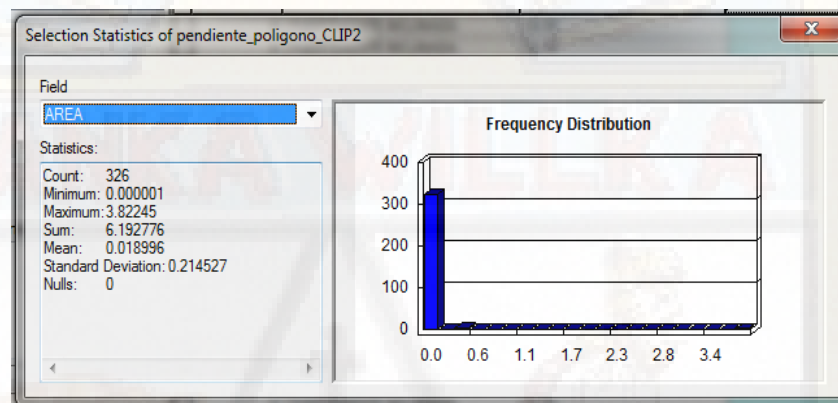 Selection Statistics of pendiente_poligono_CLIP2
Field
AREA
Statistics:
Count: 326
Minimum: 0.000001
Maximum: 3.82245
Sum: 6.192776
Mean: 0.018996
Standard Deviation: 0.214527
Nulls: 0
Frequency Distribution
400
300
200
100
0
0.0 0.6 1.1 1.7 2.3 2.8 3.4